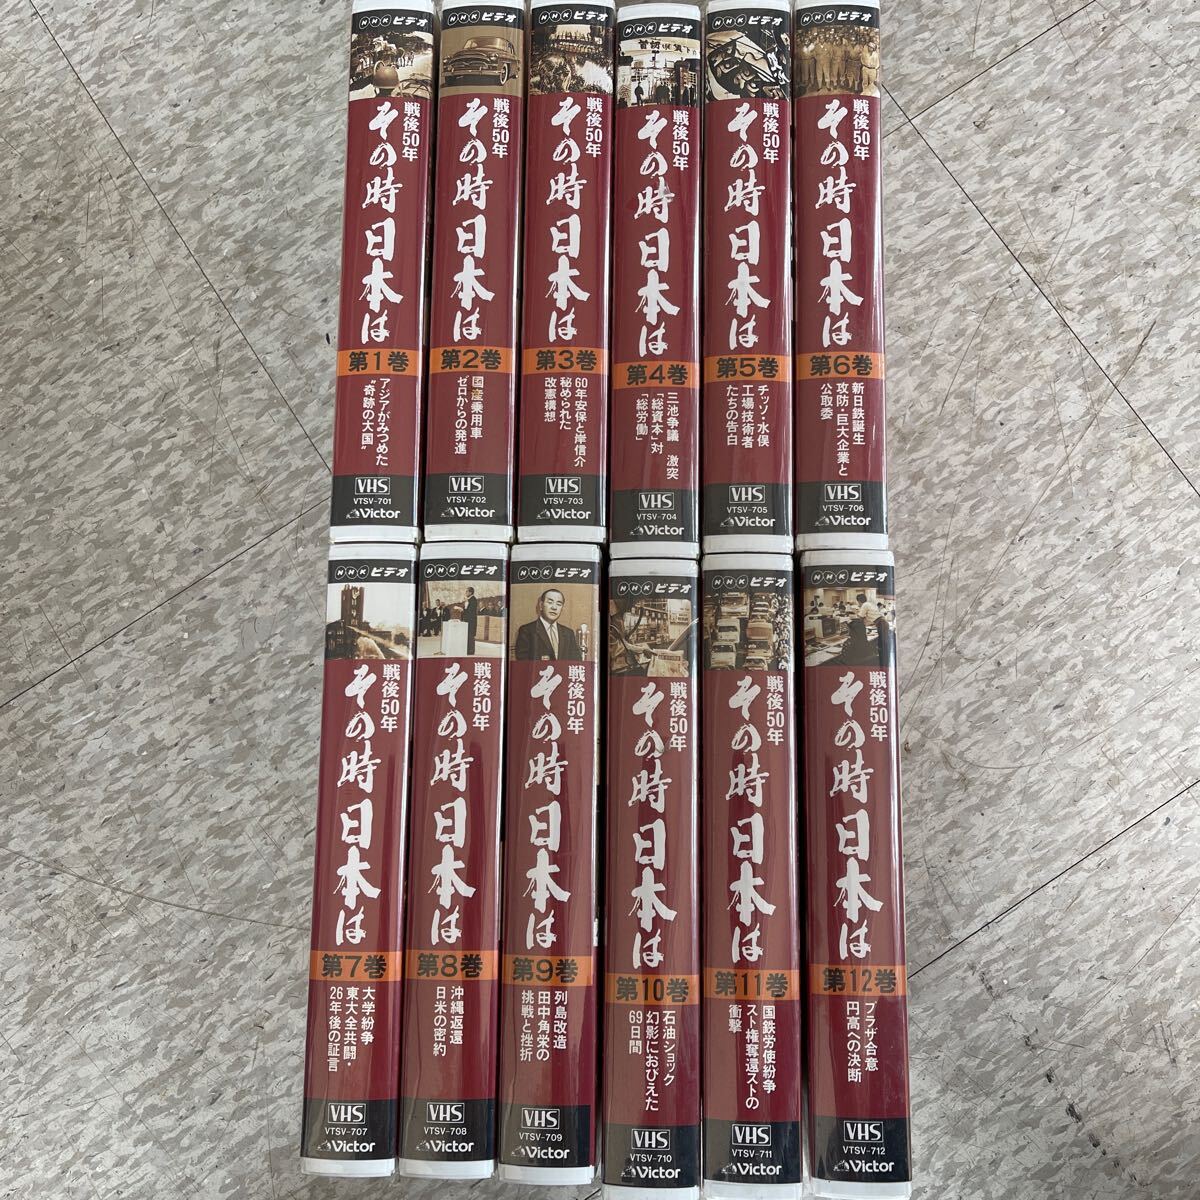 NHKビデオ
戦後50年
その時日本は
第1巻
アジアがみつめた
"奇跡の大国"
VHS
VTSV-701
Victor
NHKビデオ
戦後50年
その時日本は
第2巻
国産乗用車
ゼロからの発進
VHS
VTSV-702
Victor
NHKビデオ
戦後50年
その時日本は
第3巻
60年安保と岸信介
秘められた
改憲構想
VHS
VTSV-703
Victor
NHKビデオ
戦後50年
その時日本は
第4巻
三池争議 激突
「総資本」対
「総労働」
VHS
VTSV-704
Victor
NHKビデオ
戦後50年
その時日本は
第5巻
チッソ・水俣
工場技術者
たちの告白
VHS
VTSV-705
Victor
NHKビデオ
戦後50年
その時日本は
第6巻
新日鉄誕生
攻防・巨大企業と
公取委
VHS
VTSV-706
Victor
NHKビデオ
戦後50年
その時日本は
第7巻
大学紛争
東大全共闘・
26年後の証言
VHS
VTSV-707
Victor
NHKビデオ
戦後50年
その時日本は
第8巻
沖縄返還
日米の密約
VHS
VTSV-708
Victor
NHKビデオ
戦後50年
その時日本は
第9巻
列島改造
田中角栄の
挑戦と挫折
VHS
VTSV-709
Victor
NHKビデオ
戦後50年
その時日本は
第10巻
石油ショック
幻影におびえた
69日間
VHS
VTSV-710
Victor
NHKビデオ
戦後50年
その時日本は
第11巻
国鉄労使紛争
スト権奪還ストの
衝撃
VHS
VTSV-711
Victor
NHKビデオ
戦後50年
その時日本は
第12巻
プラザ合意
円高への決断
VHS
VTSV-712
Victor